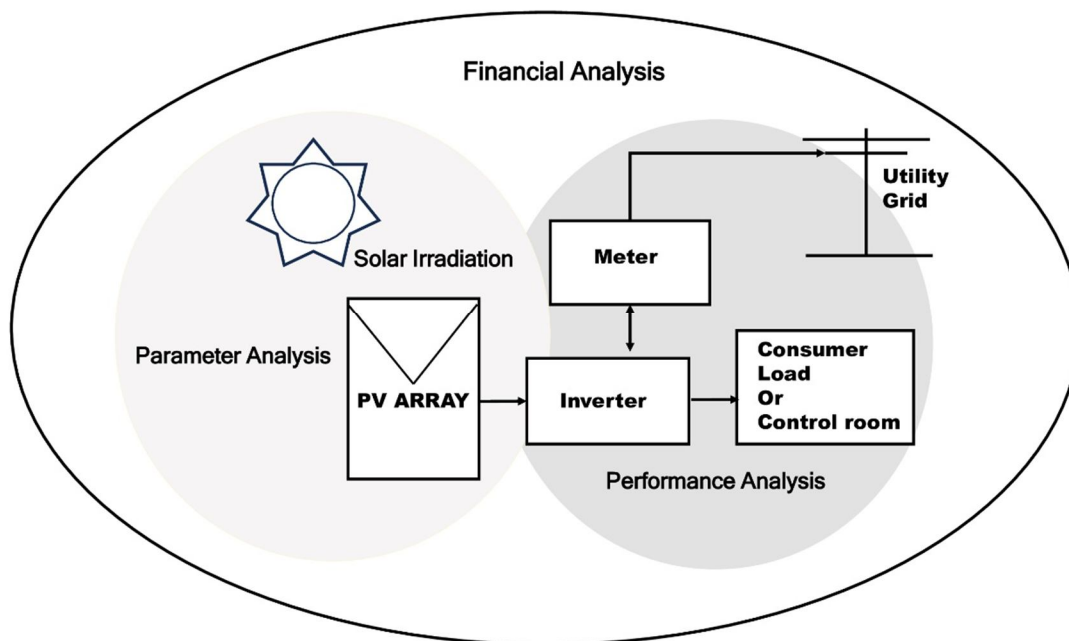 Financial Analysis
Utility
Grid
Meter
Solar Irradiation
Parameter Analysis
PV ARRAY
Inverter
Consumer
Load
Or
Control room
Performance Analysis